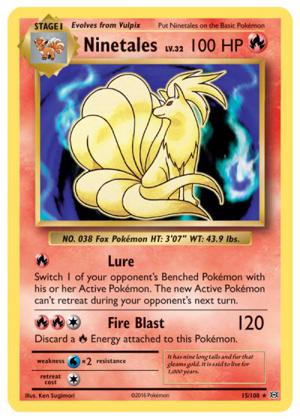 STAGE 1 Evolves from Vulpix Put Ninetales on the Basic Pokémon
Ninetales LV.32 100 HP
NO. 038 Fox Pokémon HT: 3'07" WT: 43.9 lbs.
Lure
Switch 1 of your opponent's Benched Pokémon with
his or her Active Pokémon. The new Active Pokémon
can't retreat during your opponent's next turn.
Fire Blast 120
Discard a Energy attached to this Pokémon.
weakness ×2 resistance
retreat
cost
It has nine long tails and fur that
gleams gold. It is said to live for
1,000 years.
Illus. Ken Sugimori ©2016 Pokémon 15/108 ★